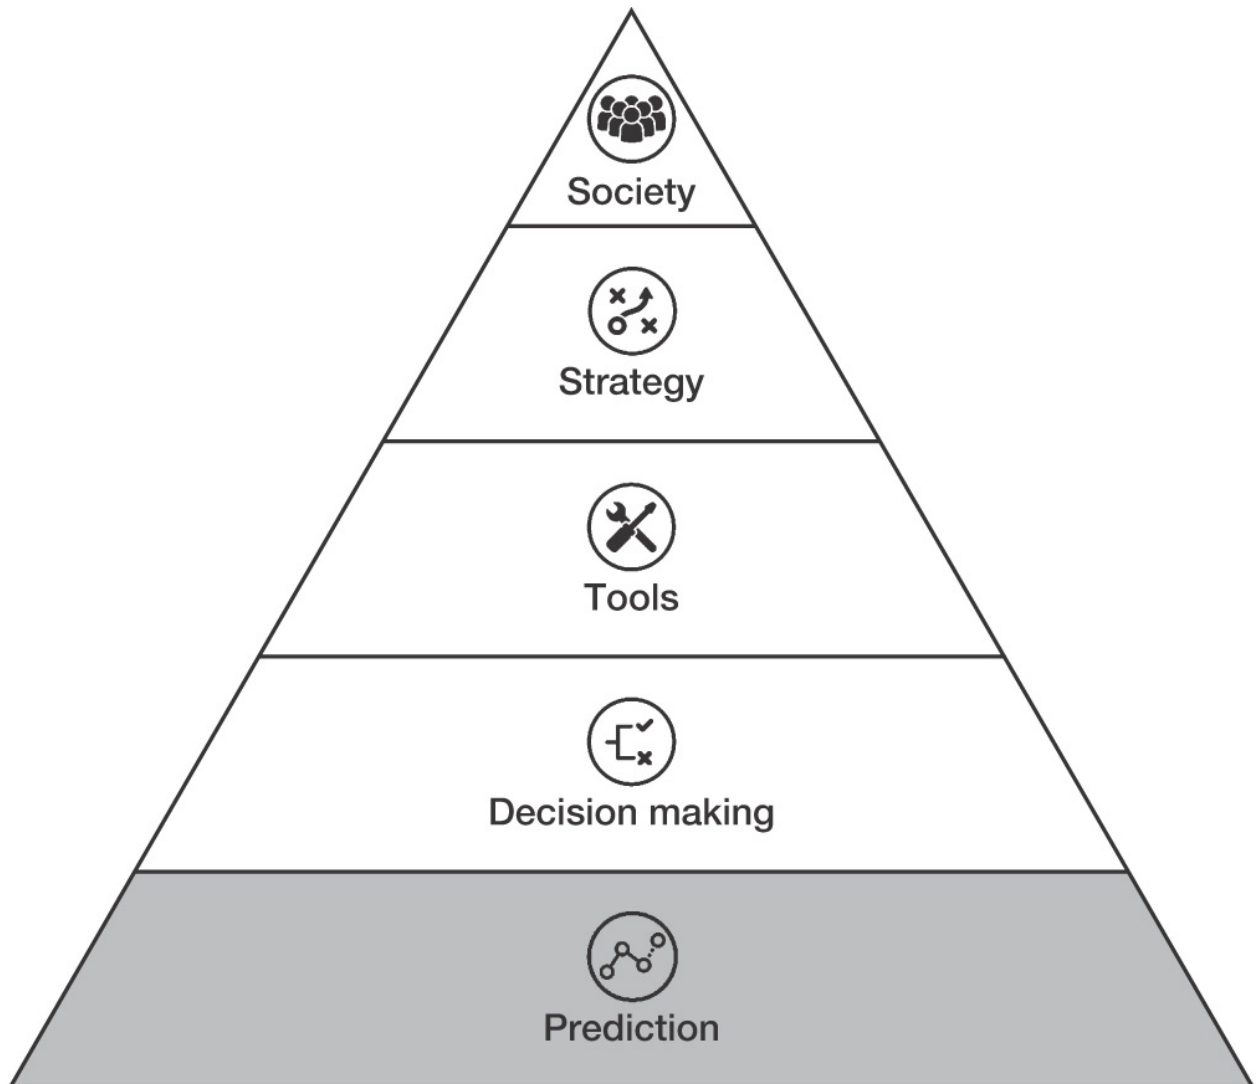 Society
Strategy
Tools
Decision making
Prediction